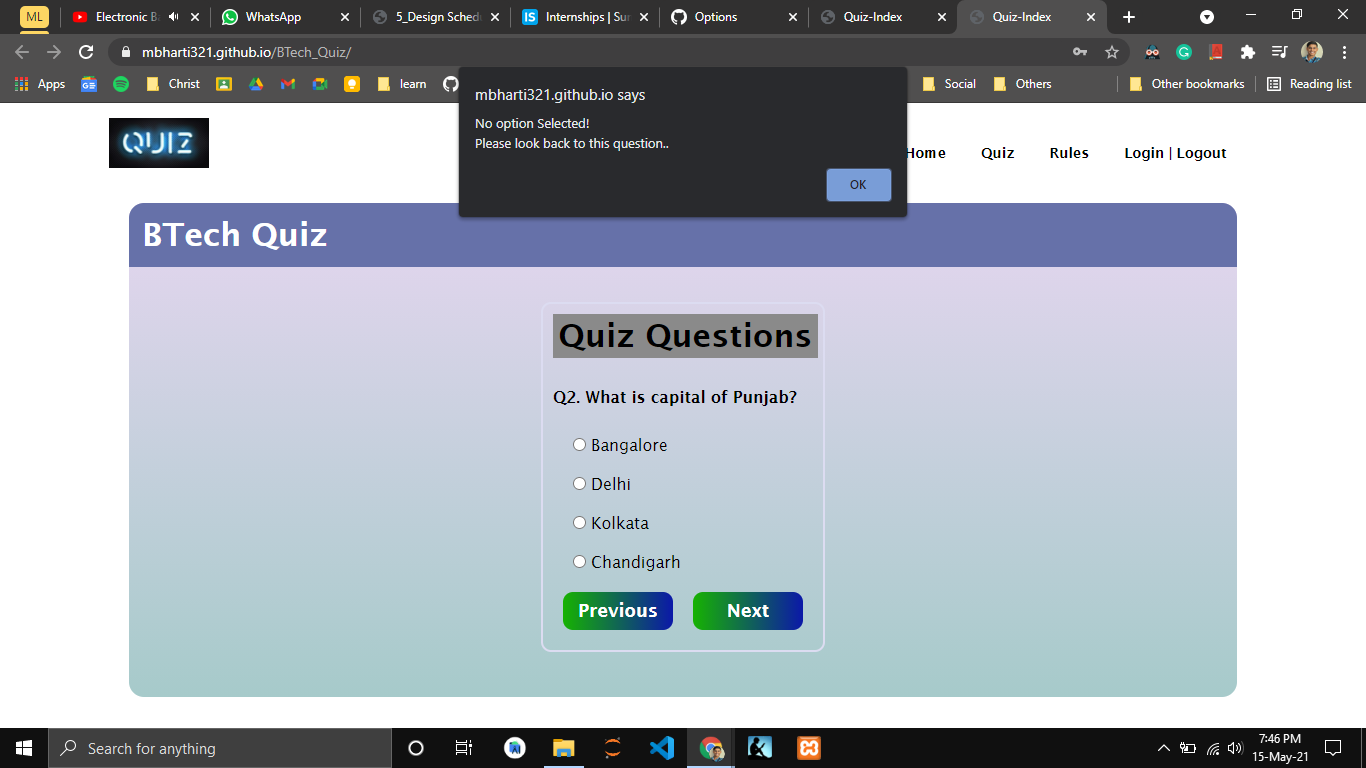 ML
Electronic Ba
WhatsApp
5_Design Schedu
Internships | Sum
Options
Quiz-Index
Quiz-Index
mbharti321.github.io/BTech_Quiz/
Apps
Christ
learn
Social
Others
Other bookmarks
Reading list
mbharti321.github.io says
No option Selected!
Please look back to this question..
OK
QUIZ
Home
Quiz
Rules
Login | Logout
BTech Quiz
Quiz Questions
Q2. What is capital of Punjab?
Bangalore
Delhi
Kolkata
Chandigarh
Previous
Next
Search for anything
7:46 PM
15-May-21